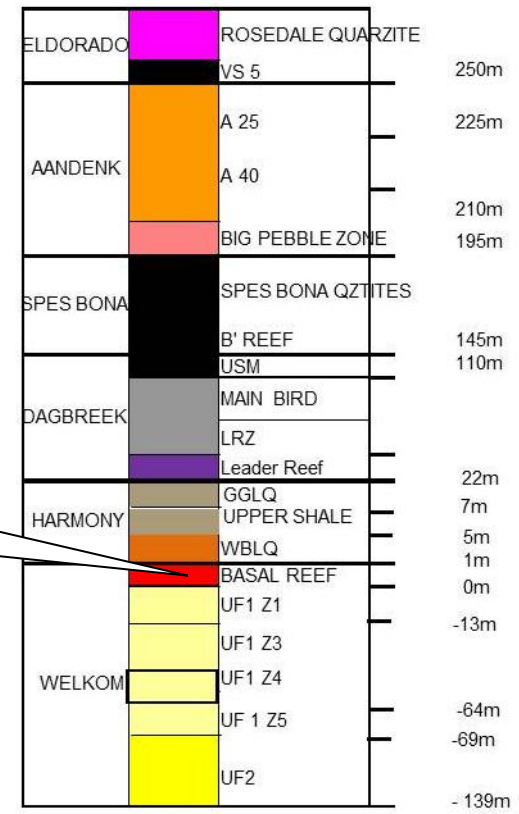 ROSEDALE QUARZITE
ELDORADO
VS 5 250m
A 25 225m
AANDENK A 40
210m
BIG PEBBLE ZONE 195m
SPES BONA QZTITES
SPES BONA
B' REEF 145m
USM 110m
MAIN BIRD
DAGBREEK
LRZ
Leader Reef
22m
GGLQ
7m
HARMONY UPPER SHALE
5m
WBLQ
1m
BASAL REEF
0m
UF1 Z1
-13m
UF1 Z3
WELKOM UF1 Z4
-64m
UF 1 Z5
-69m
UF2
- 139m